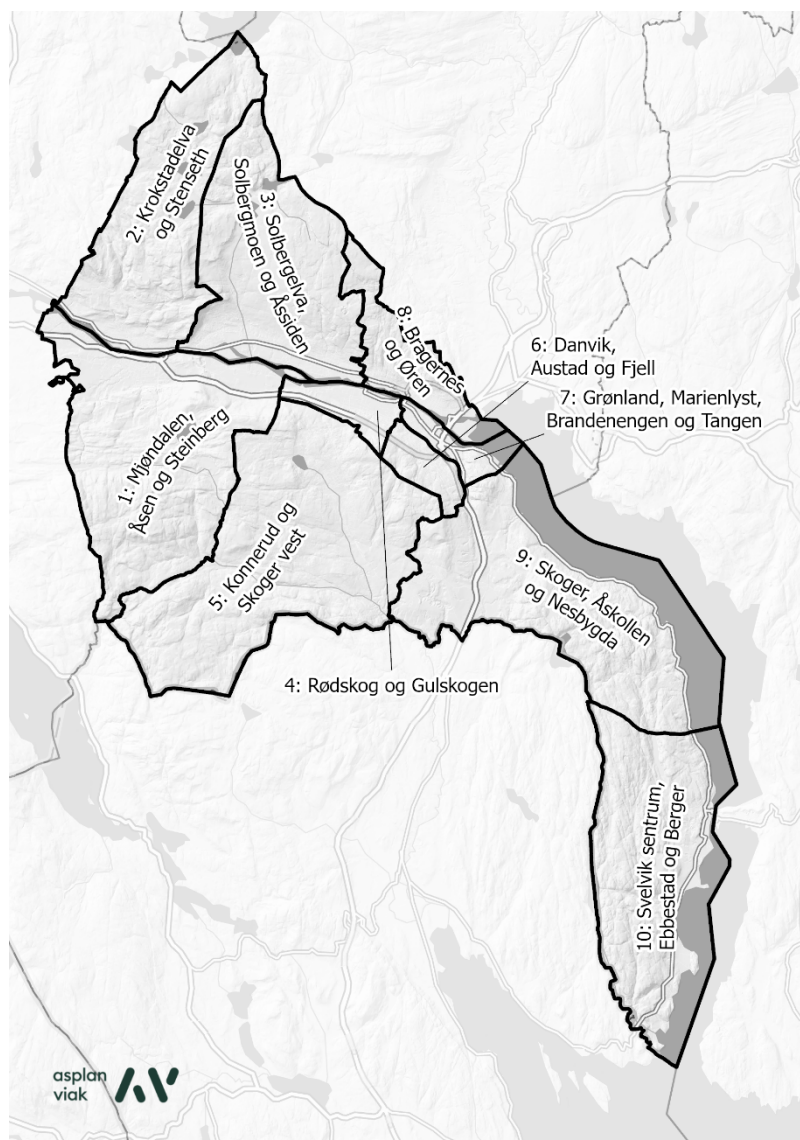 2: Krokstadelva
og Stenseth
3: Solbergelva,
Solbergmoen og Åssiden
8: Bragernes
og Øren
6: Danvik,
Austad og Fjell
7: Grønland, Marienlyst,
Brandenengen og Tangen
1: Mjøndalen,
Åsen og Steinberg
5: Konnerud og
Skoger vest
9: Skoger, Åskollen
og Nesbygda
4: Rødskog og Gulskogen
10: Svelvik sentrum,
Ebbestad og Berger
asplan
viak